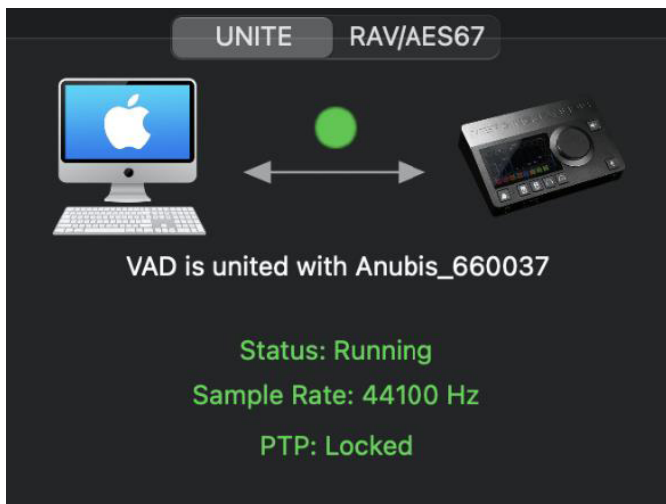 UNITE RAV/AES67
VAD is united with Anubis_660037
Status: Running
Sample Rate: 44100 Hz
PTP: Locked